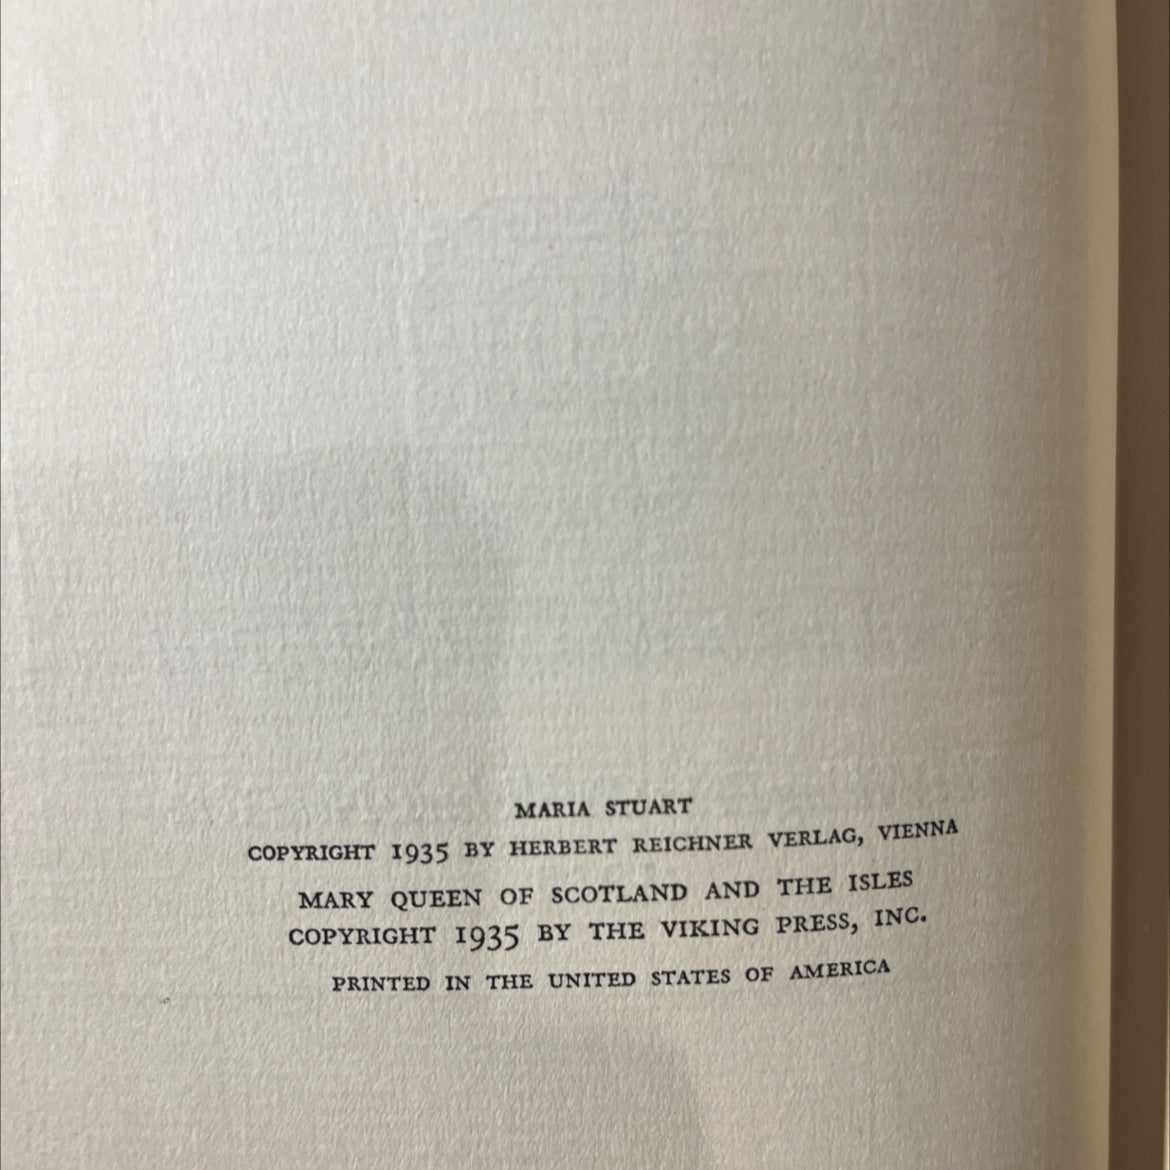 MARIA STUART
COPYRIGHT 1935 BY HERBERT REICHNER VERLAG, VIENNA
MARY QUEEN OF SCOTLAND AND THE ISLES
COPYRIGHT 1935 BY THE VIKING PRESS, INC.
PRINTED IN THE UNITED STATES OF AMERICA